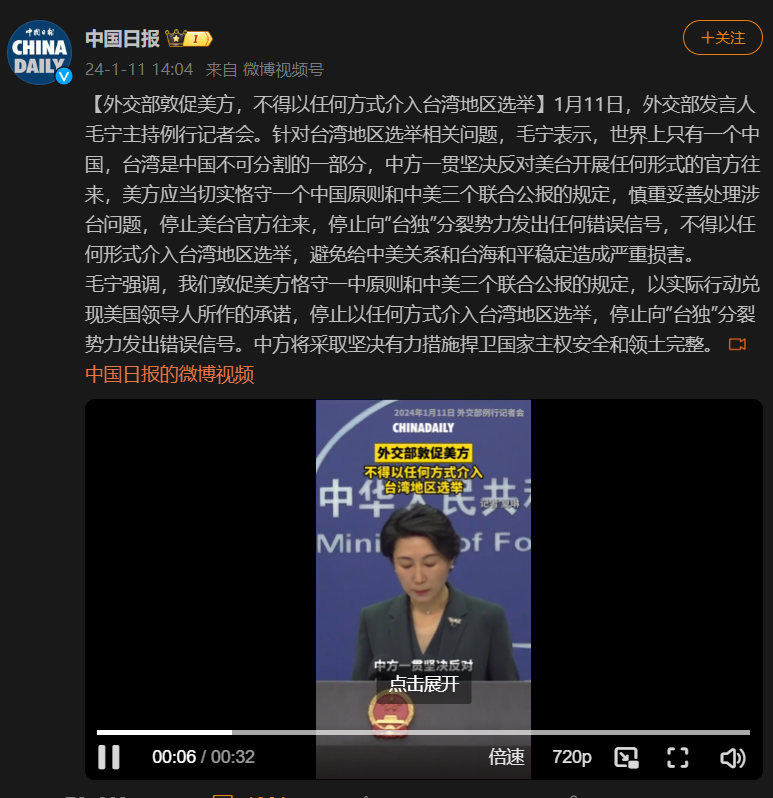 中国日报
CHINA
DAILY
中国日报
I
＋关注
24-1-11 14:04 来自 微博视频号
【外交部敦促美方，不得以任何方式介入台湾地区选举】1月11日，外交部发言人
毛宁主持例行记者会。针对台湾地区选举相关问题，毛宁表示，世界上只有一个中
国，台湾是中国不可分割的一部分，中方一贯坚决反对美台开展任何形式的官方往
来，美方应当切实恪守一个中国原则和中美三个联合公报的规定，慎重妥善处理涉
台问题，停止美台官方往来，停止向“台独”分裂势力发出任何错误信号，不得以任
何形式介入台湾地区选举，避免给中美关系和台海和平稳定造成严重损害。
毛宁强调，我们敦促美方恪守一中原则和中美三个联合公报的规定，以实际行动兑
现美国领导人所作的承诺，停止以任何方式介入台湾地区选举，停止向“台独”分裂
势力发出错误信号。中方将采取坚决有力措施捍卫国家主权安全和领土完整。
中国日报的微博视频
2024年1月11日 外交部例行记者会
CHINADAILY
外交部敦促美方
不得以任何方式介入
台湾地区选举
中华人民共和
Mini of Fo
中方一贯坚决反对
点击展开
00:06 / 00:32
倍速
720p